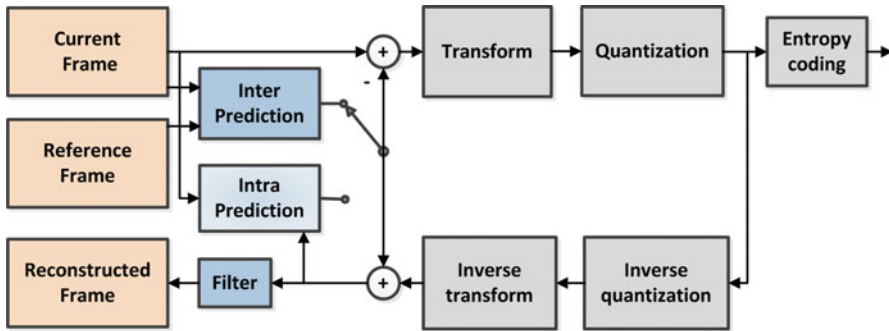 Current
Frame
+
Transform
Quantization
Entropy
coding
-
Inter
Prediction
Reference
Frame
Intra
Prediction
Reconstructed
Frame
Filter
+
Inverse
transform
Inverse
quantization